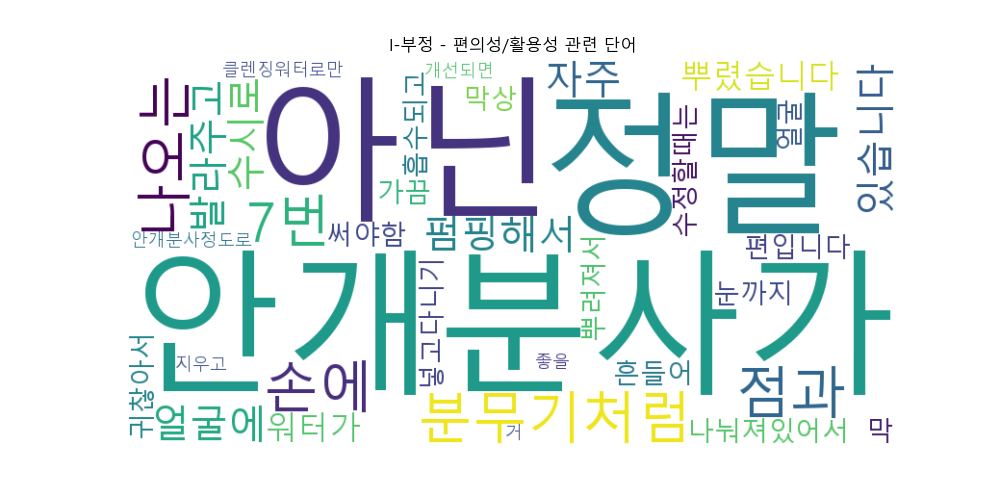 I-부정 - 편의성/활용성 관련 단어
클렌징워터로만
개선되면
자주
뿌렸습니다
나오는
발라주고
수시로
아닌
흡수되고
막상
정말
얼굴
있습니다
가끔
수정할때는
7번
안개분사정도로
써야함
펌핑해서
편입니다
안개분사가
넣고다니기
뿌려져서
눈까지
귀찮아서
지우고
손에
좋을
흔들어
점과
얼굴에
워터가
분무기처럼
거
나눠져있어서
막